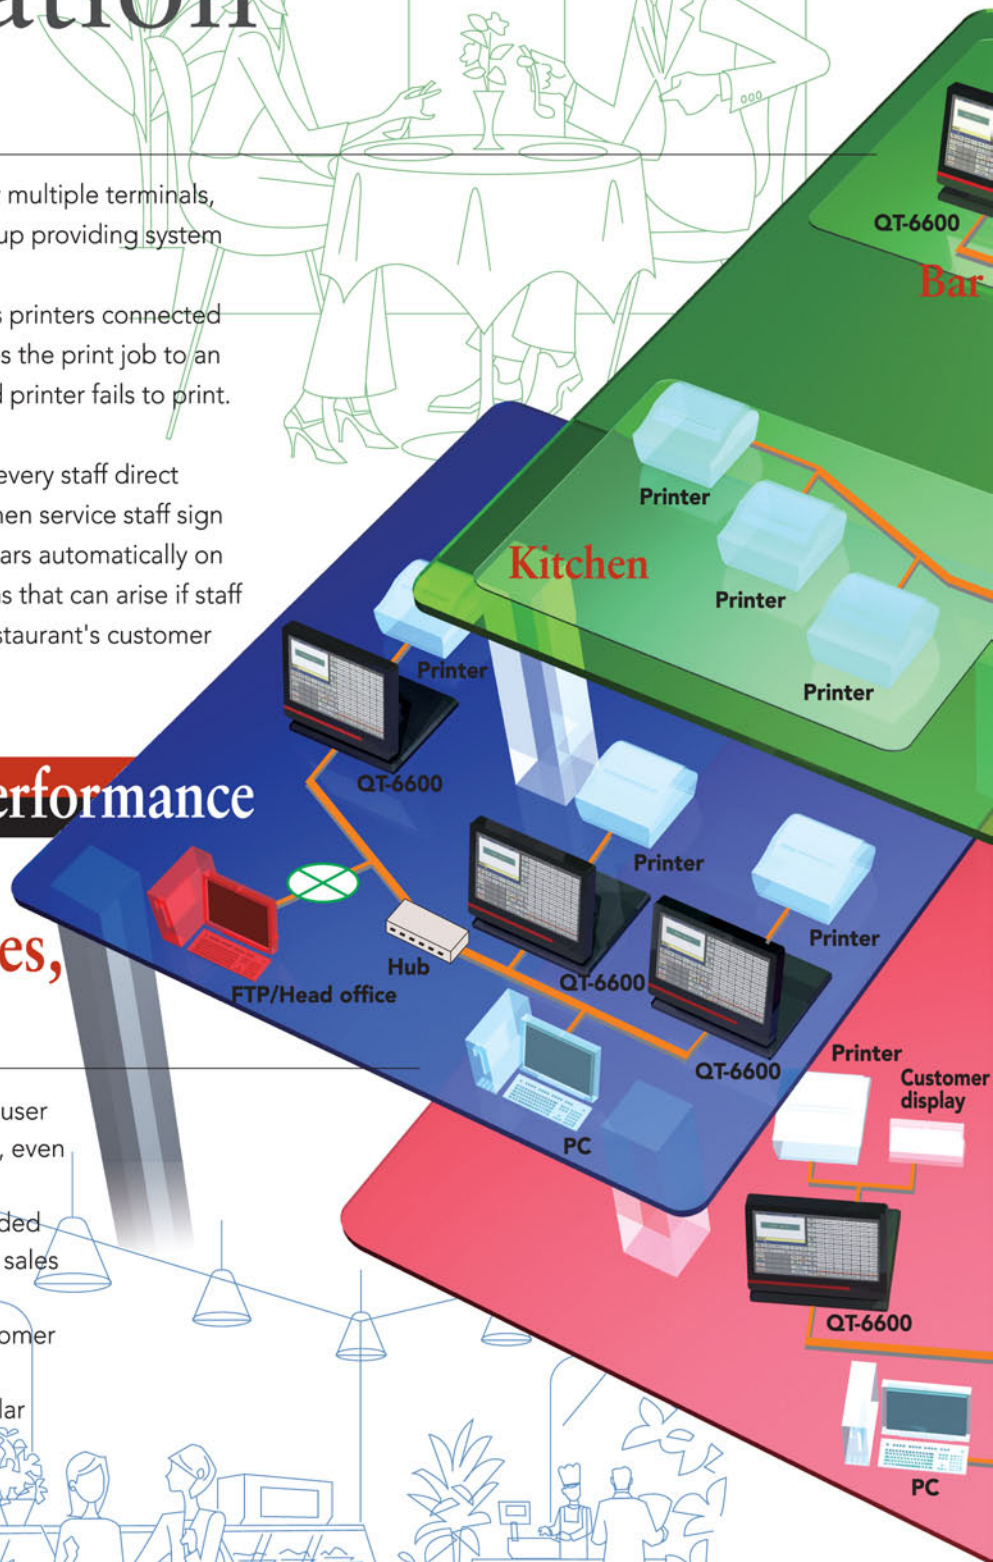 ation
multiple terminals,
up providing system
printers connected
s the print job to an
printer fails to print.
every staff direct
service staff sign
automatically on
s that can arise if staff
customer
QT-6600
Bar
Printer
Kitchen
Printer
Printer
Printer
QT-6600
erformance
Printer
Printer
Hub
QT-6600
FTP/Head office
QT-6600
PC
es,
Printer
Customer
display
user
, even
ded
sales
omer
lar
QT-6600
PC